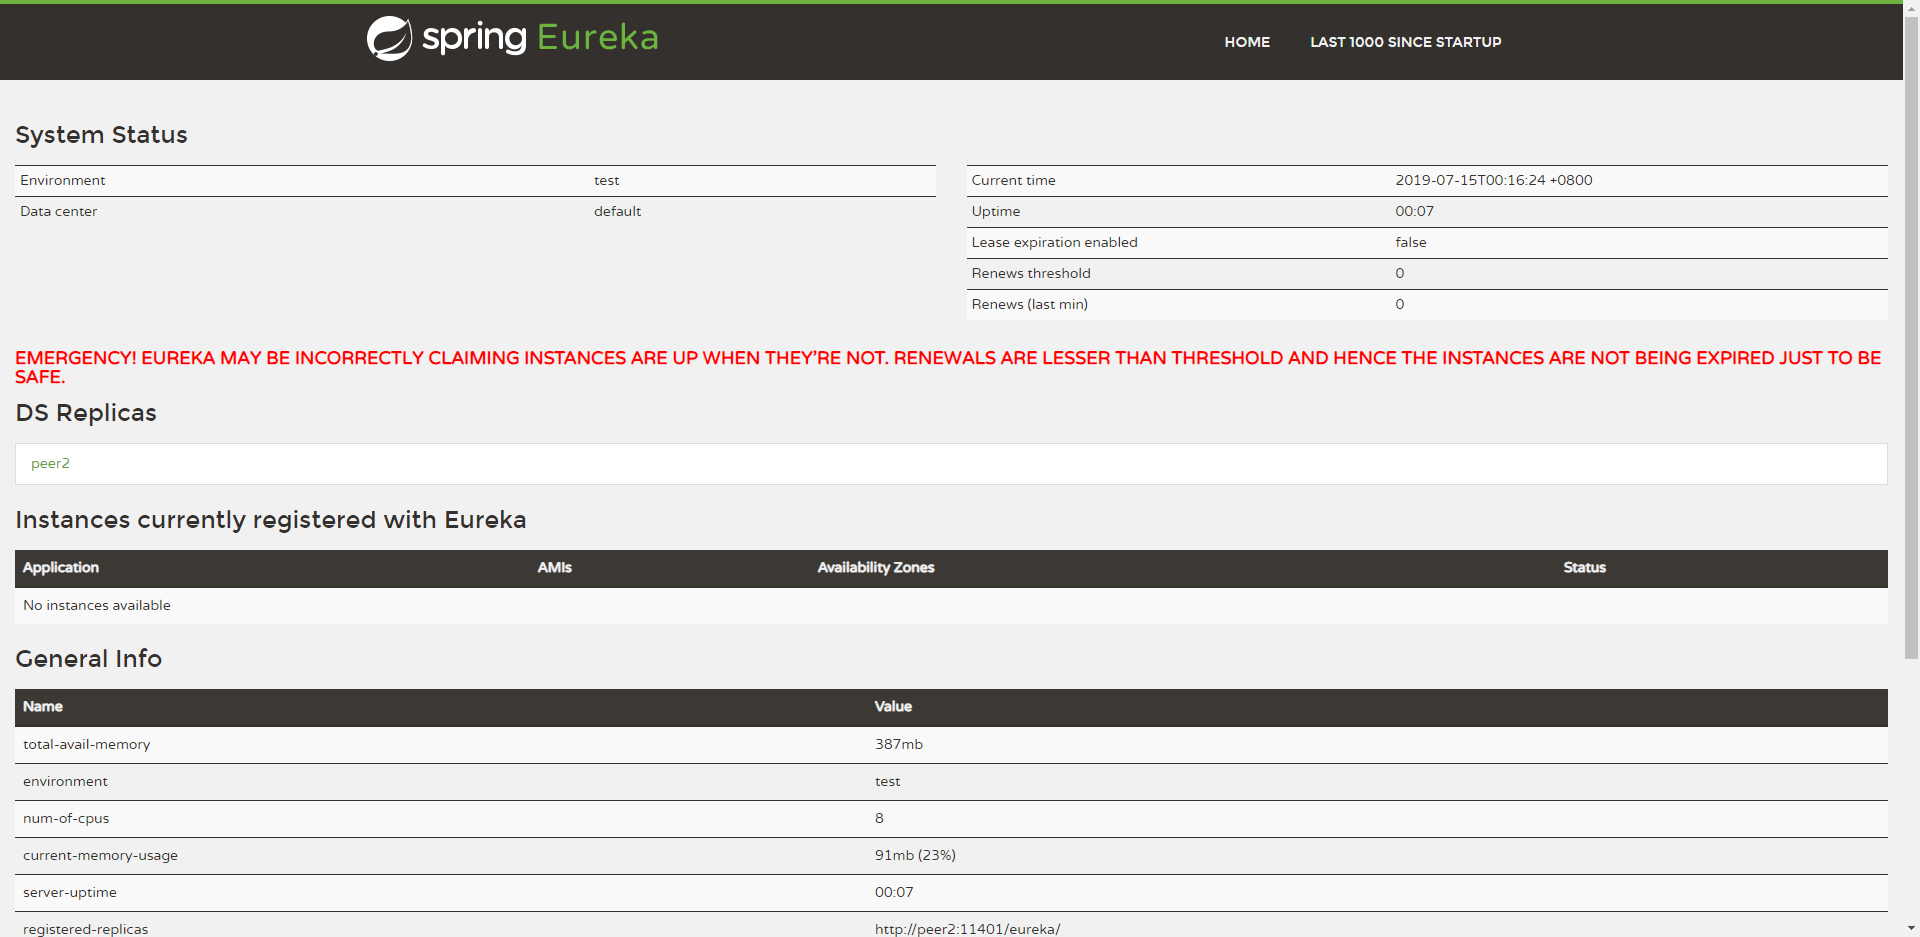 spring Eureka
HOME LAST 1000 SINCE STARTUP
System Status
Environment test
Data center default
Current time 2019-07-15T00:16:24 +0800
Uptime 00:07
Lease expiration enabled false
Renews threshold 0
Renews (last min) 0
EMERGENCY! EUREKA MAY BE INCORRECTLY CLAIMING INSTANCES ARE UP WHEN THEY'RE NOT. RENEWALS ARE LESSER THAN THRESHOLD AND HENCE THE INSTANCES ARE NOT BEING EXPIRED JUST TO BE
SAFE.
DS Replicas
peer2
Instances currently registered with Eureka
Application AMIs Availability Zones Status
No instances available
General Info
Name Value
total-avail-memory 387mb
environment test
num-of-cpus 8
current-memory-usage 91mb (23%)
server-uptime 00:07
registered-replicas http://peer2:11401/eureka/